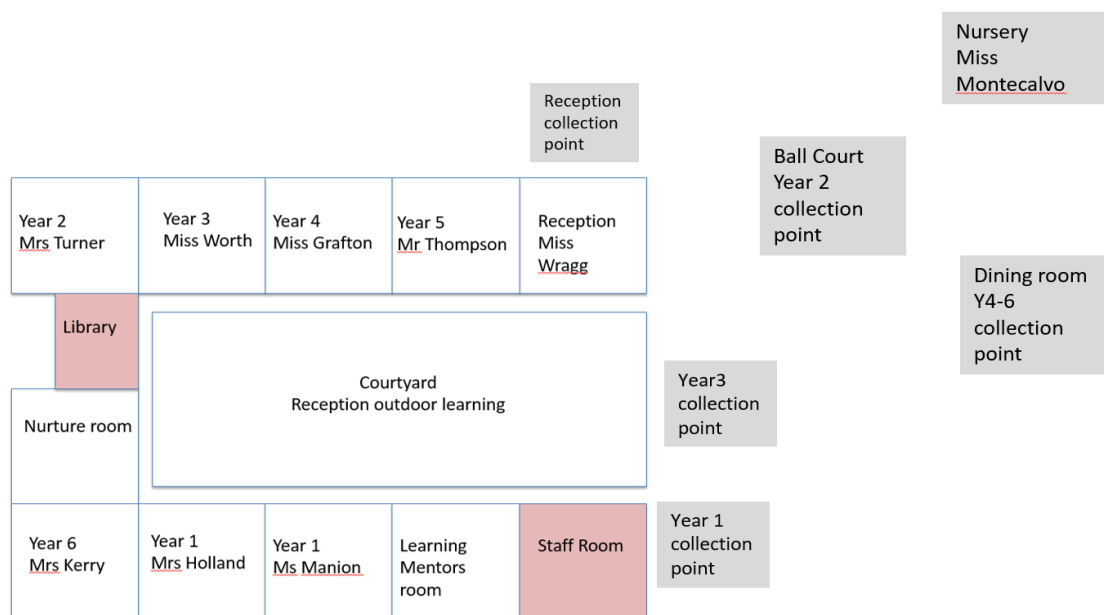 Nursery
Miss
Montecalvo
Reception
collection
point
Ball Court
Year 2
collection
point
Year 2
Mrs Turner
Year 3
Miss Worth
Year 4
Miss Grafton
Year 5
Mr Thompson
Reception
Miss
Wragg
Dining room
Y4-6
collection
point
Library
Courtyard
Reception outdoor learning
Year3
collection
point
Nurture room
Year 6
Mrs Kerry
Year 1
Mrs Holland
Year 1
Ms Manion
Learning
Mentors
room
Staff Room
Year 1
collection
point